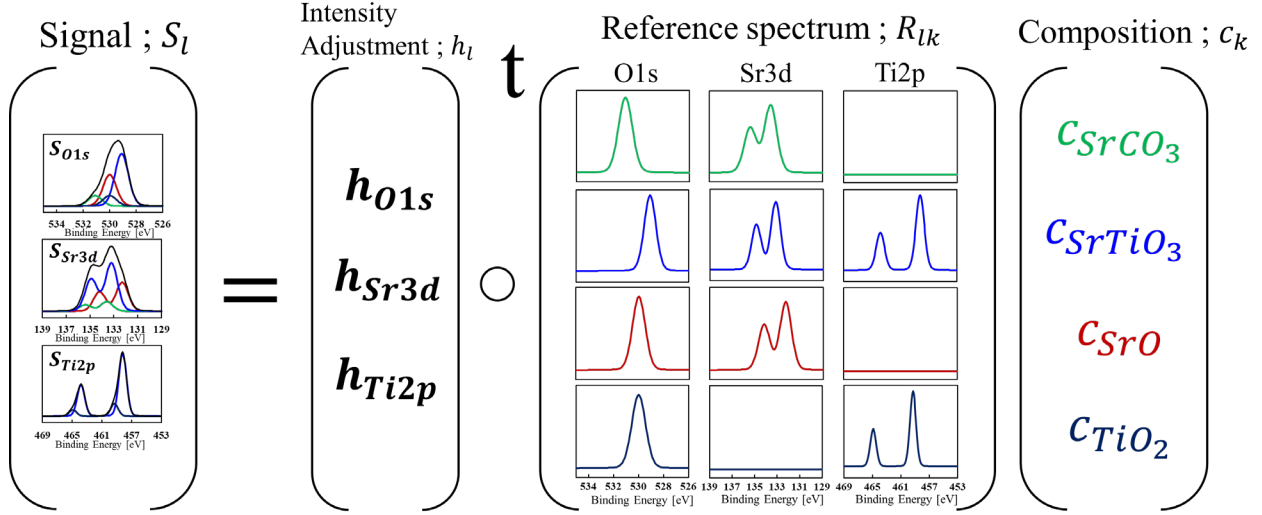 Signal ; S_l
Intensity
Adjustment ; h_l
t
Reference spectrum ; R_lk
Composition ; c_k
O1s Sr3d Ti2p
S_O1s
534 532 530 528 526
Binding Energy [eV]
S_Sr3d
139 137 135 133 131 129
Binding Energy [eV]
S_Ti2p
469 465 461 457 453
Binding Energy [eV]
=
h_O1s
h_Sr3d
h_Ti2p
○
534 532 530 528 526
Binding Energy [eV]
139 137 135 133 131 129
Binding Energy [eV]
469 465 461 457 453
Binding Energy [eV]
c_SrCO₃
c_SrTiO₃
c_SrO
c_TiO₂